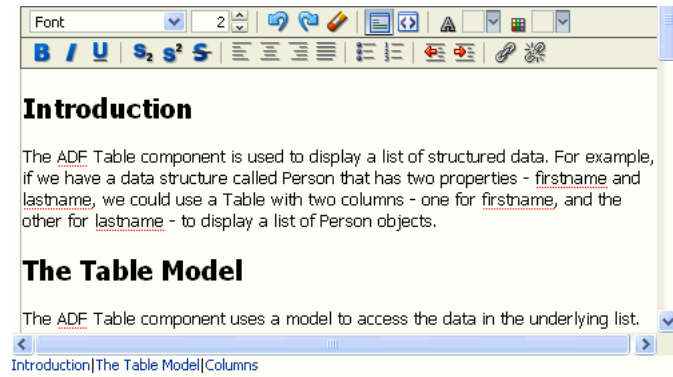 Font 2
B I U S2 S2 S
Introduction
The ADF Table component is used to display a list of structured data. For example,
if we have a data structure called Person that has two properties - firstname and
lastname, we could use a Table with two columns - one for firstname, and the
other for lastname - to display a list of Person objects.
The Table Model
The ADF Table component uses a model to access the data in the underlying list.
Introduction|The Table Model|Columns